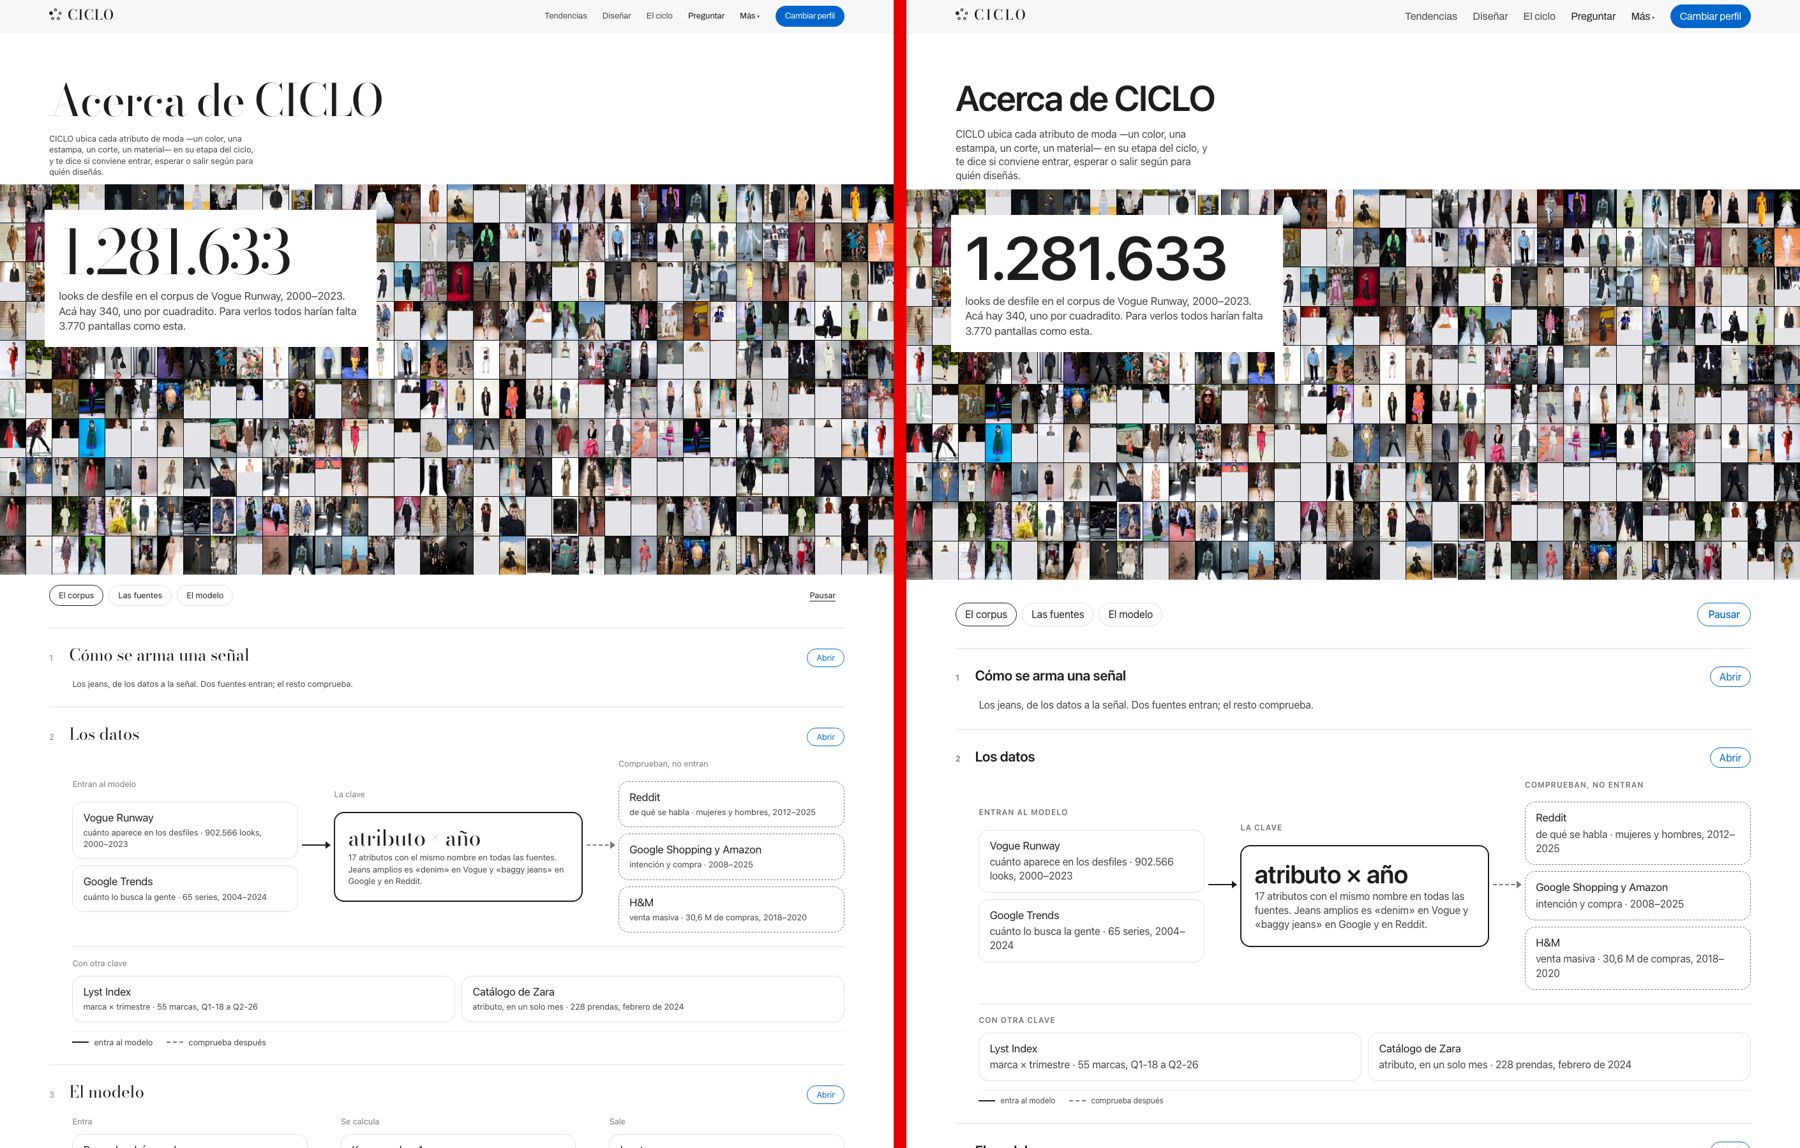 CICLO
Tendencias
Diseñar
El ciclo
Preguntar
Más
Cambiar perfil
Acerca de CICLO
CICLO ubica cada atributo de moda —un color, una
estampa, un corte, un material— en su etapa del ciclo,
y te dice si conviene entrar, esperar o salir según para
quién diseñás.
1.281.633
looks de desfile en el corpus de Vogue Runway, 2000–2023.
Acá hay 340, uno por cuadradito. Para verlos todos harían falta
3.770 pantallas como esta.
El corpus
Las fuentes
El modelo
Pausar
1
Cómo se arma una señal
Abrir
Los jeans, de los datos a la señal. Dos fuentes entran; el resto comprueba.
2
Los datos
Abrir
Entran al modelo
Vogue Runway
cuánto aparece en los desfiles · 902.566 looks,
2000–2023
Google Trends
cuánto lo busca la gente · 65 series, 2004–2024
La clave
atributo × año
17 atributos con el mismo nombre en todas las fuentes.
Jeans amplios es «denim» en Vogue y «baggy jeans» en
Google y en Reddit.
Comprueban, no entran
Reddit
de qué se habla · mujeres y hombres, 2012–2025
Google Shopping y Amazon
intención y compra · 2008–2025
H&M
venta masiva · 30,6 M de compras, 2018–2020
Con otra clave
Lyst Index
marca × trimestre · 55 marcas, Q1-18 a Q2-26
Catálogo de Zara
atributo, en un solo mes · 228 prendas, febrero de 2024
entra al modelo
comprueba después
3
El modelo
Abrir
Entra
Se calcula
Sale
CICLO
Tendencias
Diseñar
El ciclo
Preguntar
Más
Cambiar perfil
Acerca de CICLO
CICLO ubica cada atributo de moda —un color, una
estampa, un corte, un material— en su etapa del ciclo, y
te dice si conviene entrar, esperar o salir según para
quién diseñás.
1.281.633
looks de desfile en el corpus de Vogue Runway, 2000–2023.
Acá hay 340, uno por cuadradito. Para verlos todos harían falta
3.770 pantallas como esta.
El corpus
Las fuentes
El modelo
Pausar
1
Cómo se arma una señal
Abrir
Los jeans, de los datos a la señal. Dos fuentes entran; el resto comprueba.
2
Los datos
Abrir
ENTRAN AL MODELO
Vogue Runway
cuánto aparece en los desfiles · 902.566
looks, 2000–2023
Google Trends
cuánto lo busca la gente · 65 series, 2004–
2024
LA CLAVE
atributo × año
17 atributos con el mismo nombre en todas las
fuentes. Jeans amplios es «denim» en Vogue y
«baggy jeans» en Google y en Reddit.
COMPRUEBAN, NO ENTRAN
Reddit
de qué se habla · mujeres y hombres, 2012–
2025
Google Shopping y Amazon
intención y compra · 2008–2025
H&M
venta masiva · 30,6 M de compras, 2018–
2020
CON OTRA CLAVE
Lyst Index
marca × trimestre · 55 marcas, Q1-18 a Q2-26
Catálogo de Zara
atributo, en un solo mes · 228 prendas, febrero de 2024
entra al modelo
comprueba después